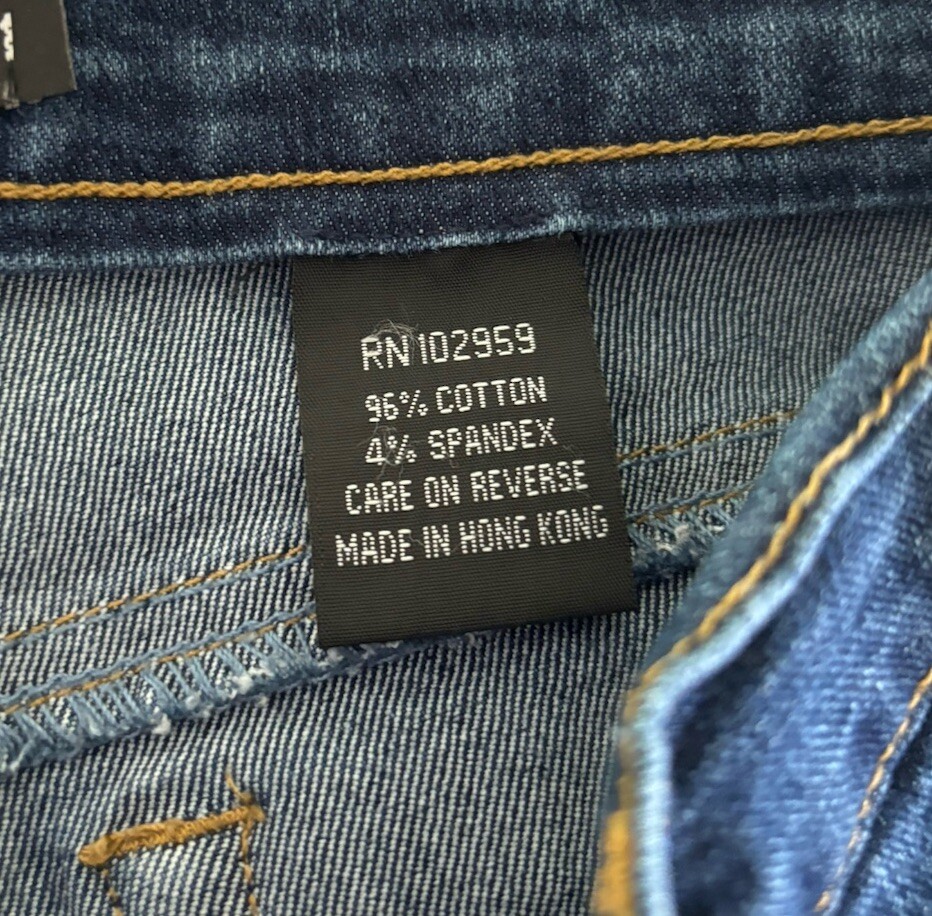 RN 102959
96% COTTON
4% SPANDEX
CARE ON REVERSE
MADE IN HONG KONG